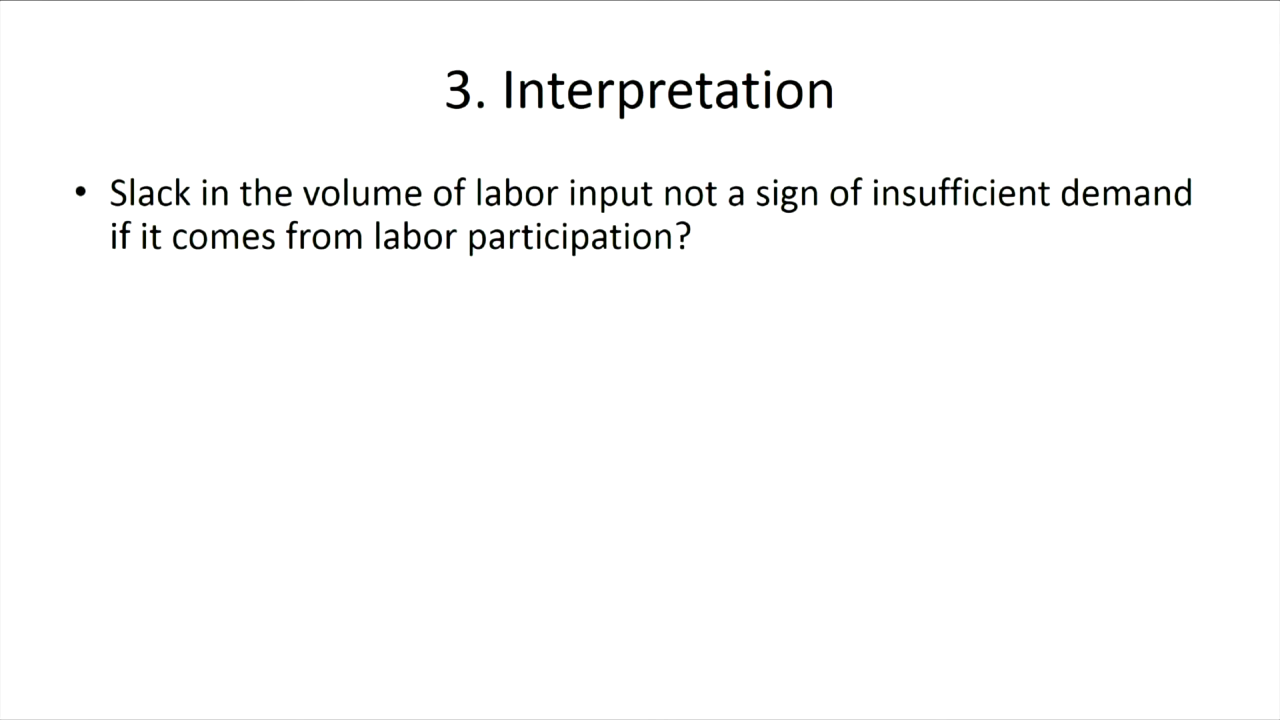 3. Interpretation
• Slack in the volume of labor input not a sign of insufficient demand
if it comes from labor participation?